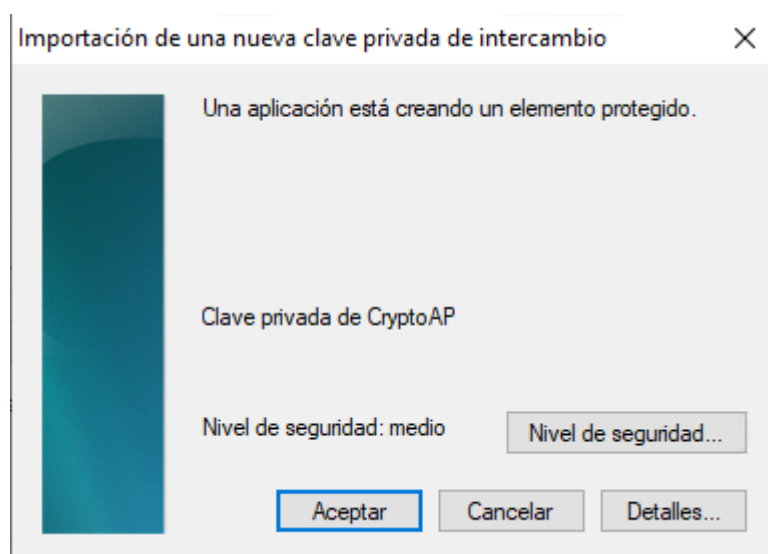 Importación de una nueva clave privada de intercambio
Una aplicación está creando un elemento protegido.
Clave privada de CryptoAP
Nivel de seguridad: medio
Nivel de seguridad...
Aceptar
Cancelar
Detalles...